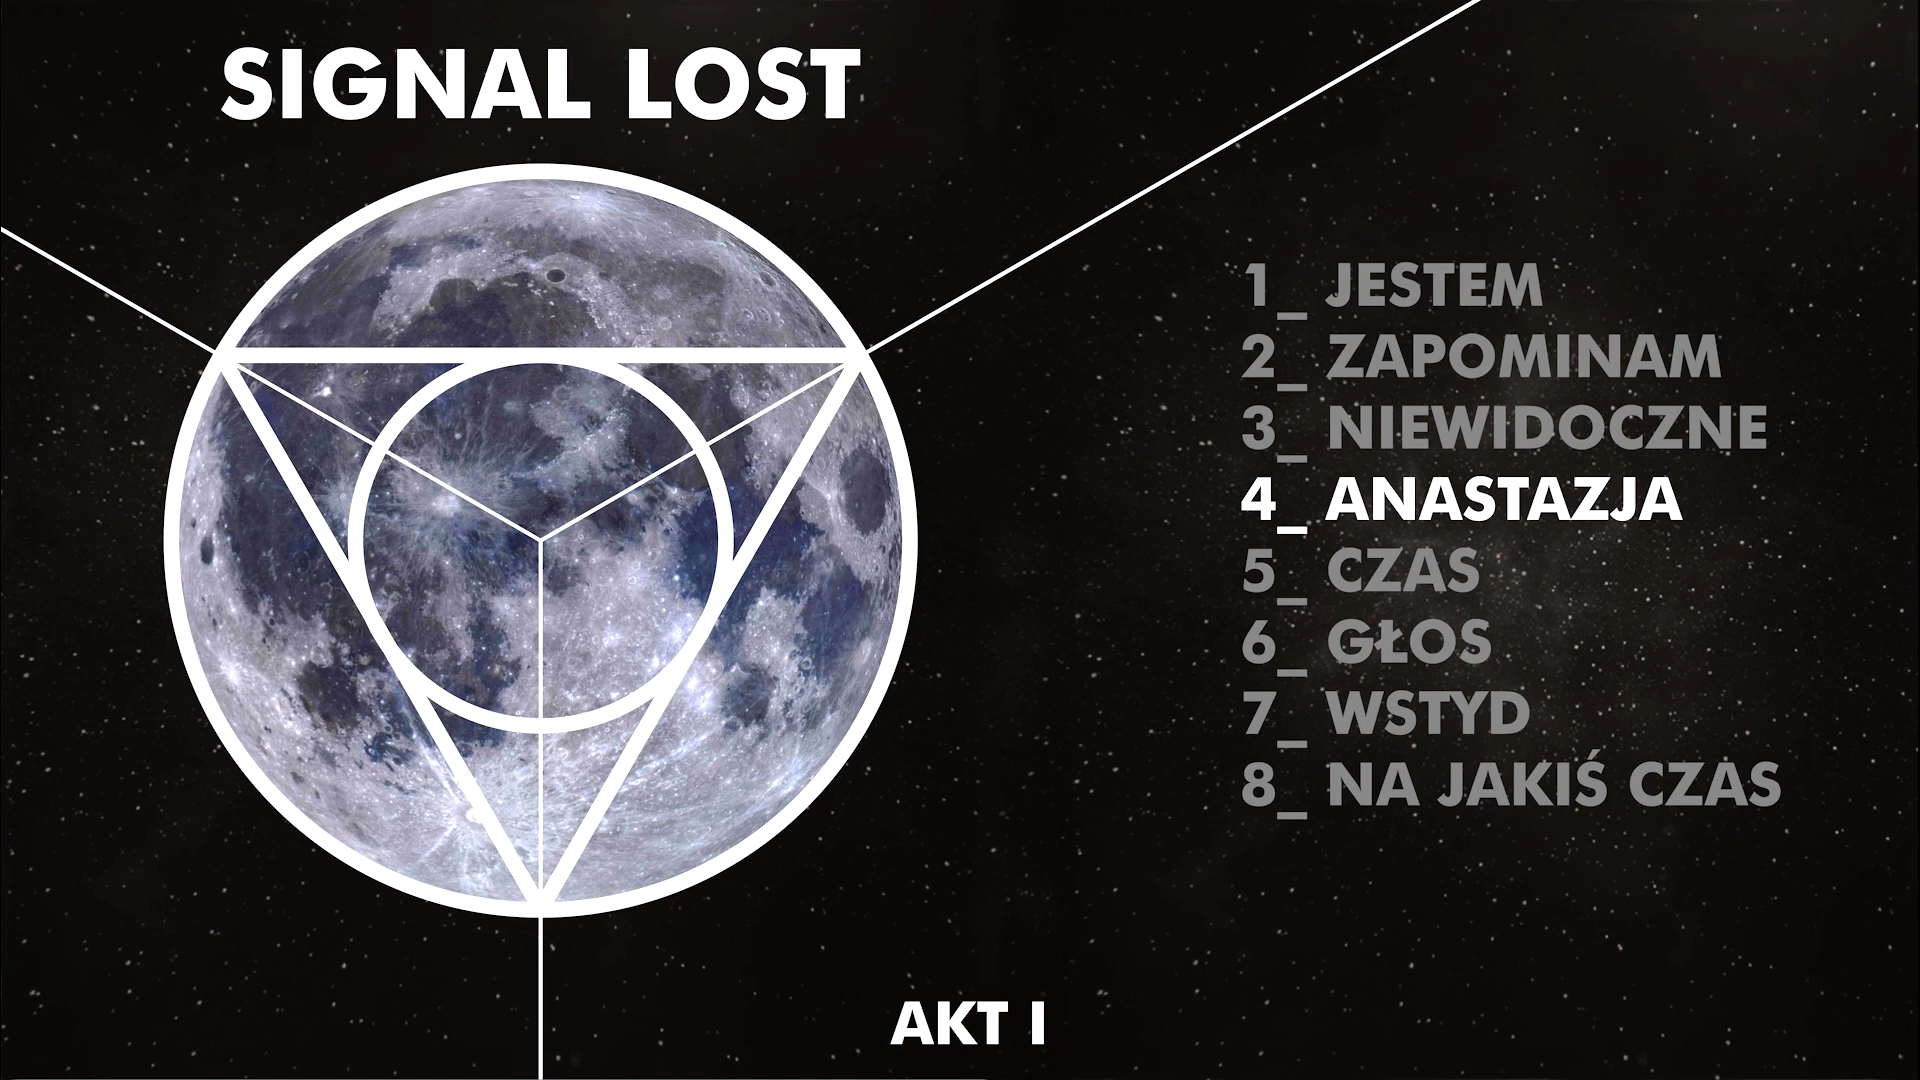 SIGNAL LOST
1_ JESTEM
2_ ZAPOMINAM
3_ NIEWIDOCZNE
4_ ANASTAZJA
5_ CZAS
6_ GŁOS
7_ WSTYD
8_ NA JAKIŚ CZAS
AKT I